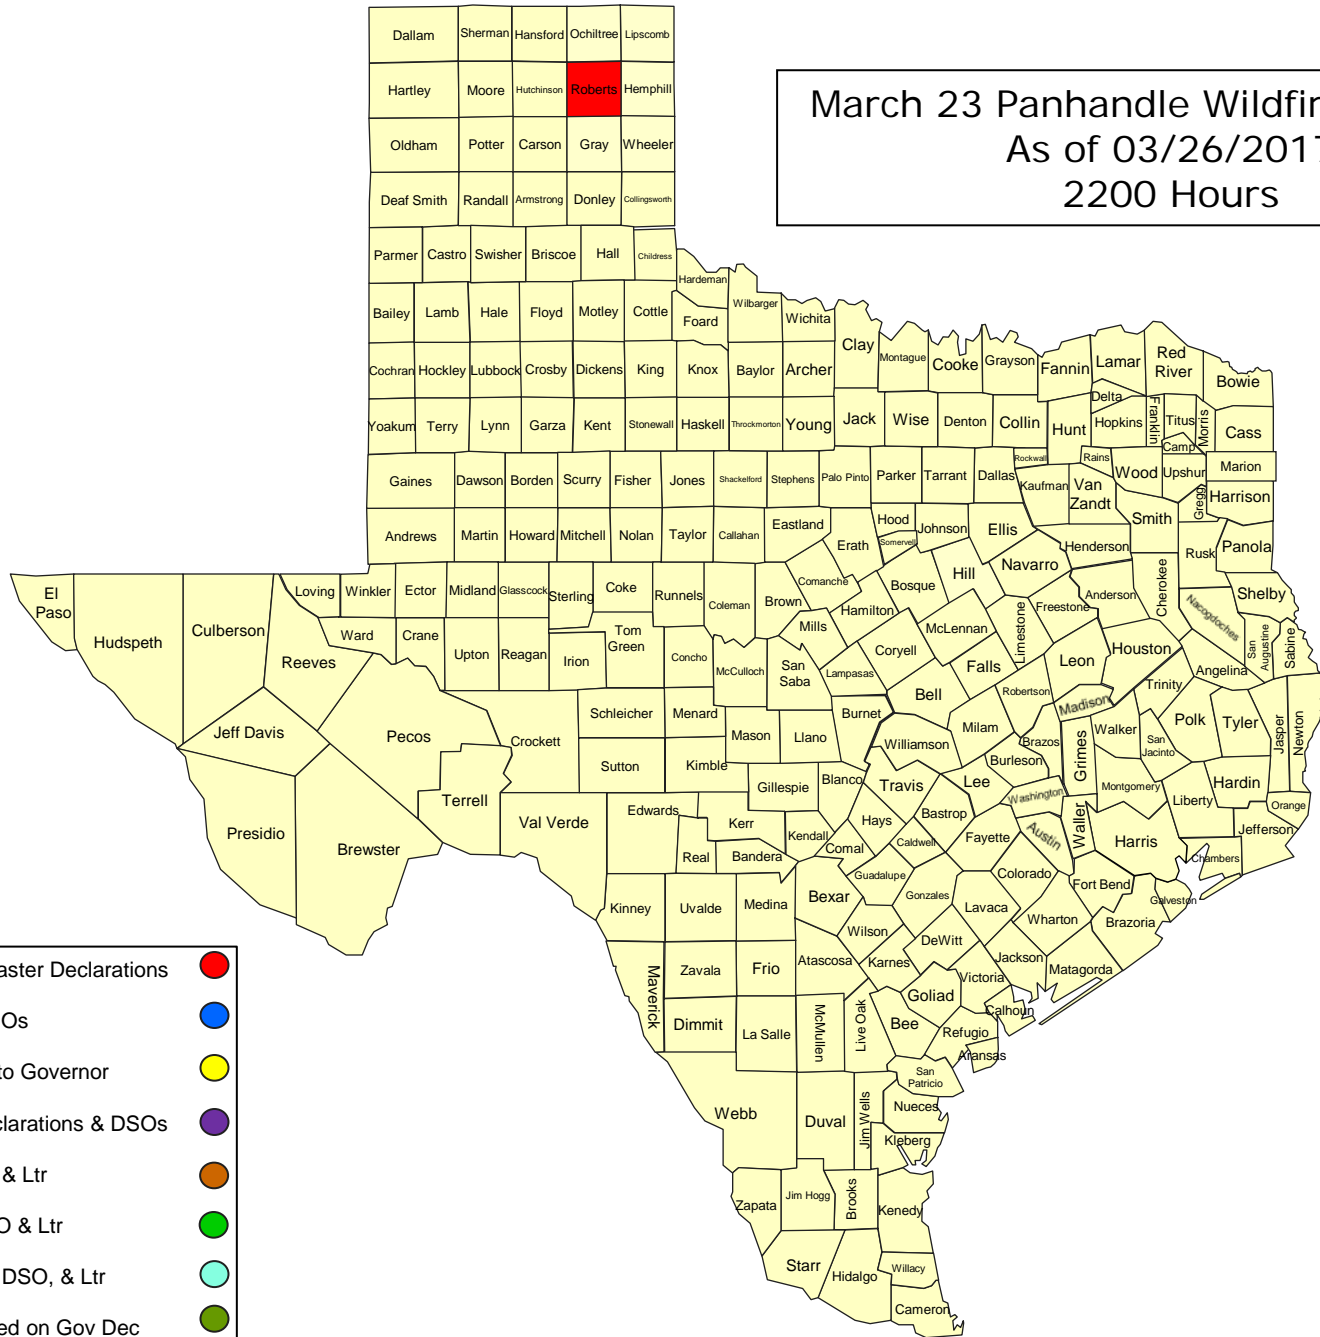 Dallam Sherman Hansford Ochiltree Lipscomb
Hartley Moore Hutchinson Roberts Hemphill
March 23 Panhandle Wildfir
As of 03/26/2017
2200 Hours
Oldham Potter Carson Gray Wheeler
Deaf Smith Randall Armstrong Donley Collingsworth
Parmer Castro Swisher Briscoe Hall Childress
Hardeman
Bailey Lamb Hale Floyd Motley Cottle Foard Wilbarger Wichita
Clay Montague Cooke Grayson Fannin Lamar Red
River Bowie
Cochran Hockley Lubbock Crosby Dickens King Knox Baylor Archer
Delta
Yoakum Terry Lynn Garza Kent Stonewall Haskell Throckmorton Young Jack Wise Denton Collin Hunt Hopkins Franklin Titus Morris Cass
Camp
Gaines Dawson Borden Scurry Fisher Jones Shackelford Stephens Palo Pinto Parker Tarrant Dallas Rockwall Kaufman Rains Van
Zandt Wood Upshur Marion
Gregg Harrison
Andrews Martin Howard Mitchell Nolan Taylor Callahan Eastland Erath Hood Somervell Johnson Ellis Henderson Smith Rusk Panola
El
Paso Hudspeth Culberson Loving Winkler Ector Midland Glasscock Sterling Coke Runnels Coleman Brown Comanche Hamilton Bosque Hill Navarro Freestone Anderson Cherokee Nacogdoches Shelby
Reeves Ward Crane Upton Reagan Irion Tom
Green Concho McCulloch San
Saba Mills Lampasas Coryell McLennan Limestone Falls Leon Houston Angelina San
Augustine Sabine
Jeff Davis Pecos Crockett Schleicher Menard Mason Llano Burnet Bell Milam Robertson Madison Trinity Polk Tyler Jasper Newton
Sutton Kimble Gillespie Blanco Williamson Travis Lee Burleson Brazos Grimes Walker San
Jacinto Hardin
Presidio Brewster Terrell Val Verde Edwards Kerr Kendall Hays Bastrop Washington Montgomery Liberty Orange
Real Bandera Comal Caldwell Fayette Austin Waller Harris Jefferson
Chambers
Kinney Uvalde Medina Bexar Guadalupe Gonzales Lavaca Colorado Fort Bend Galveston
Wilson DeWitt Wharton Brazoria
Maverick Zavala Frio Atascosa Karnes Goliad Victoria Jackson Matagorda
Dimmit La Salle McMullen Live Oak Bee Refugio Calhoun
Aransas
San
Patricio
Webb Duval Jim Wells Nueces
Kleberg
Zapata Jim Hogg Brooks Kenedy
Starr Hidalgo Willacy
Cameron
aster Declarations
Os
to Governor
clarations & DSOs
& Ltr
O & Ltr
DSO, & Ltr
ed on Gov Dec